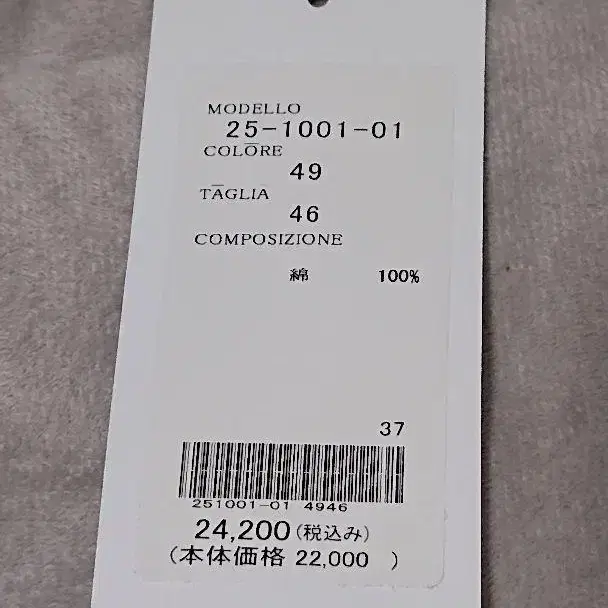 MODELLO
25-1001-01
COLORE
49
TAGLIA
46
COMPOSIZIONE
綿 100%
37
251001-01 4946
24,200(税込み)
(本体価格 22,000 )